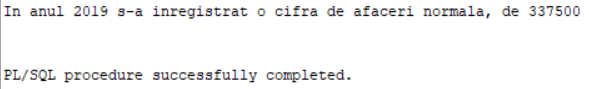 In anul 2019 s-a inregistrat o cifra de afaceri normala, de 337500
PL/SQL procedure successfully completed.